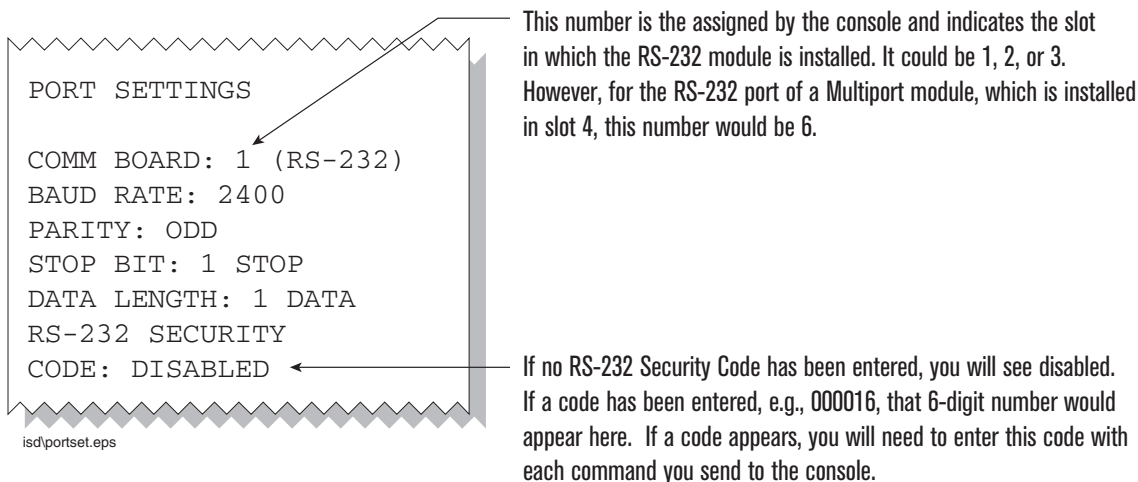 This number is the assigned by the console and indicates the slot
in which the RS-232 module is installed. It could be 1, 2, or 3.
However, for the RS-232 port of a Multiport module, which is installed
in slot 4, this number would be 6.
PORT SETTINGS
COMM BOARD: 1 (RS-232)
BAUD RATE: 2400
PARITY: ODD
STOP BIT: 1 STOP
DATA LENGTH: 1 DATA
RS-232 SECURITY
CODE: DISABLED
If no RS-232 Security Code has been entered, you will see disabled.
If a code has been entered, e.g., 000016, that 6-digit number would
appear here. If a code appears, you will need to enter this code with
each command you send to the console.
isd\portset.eps